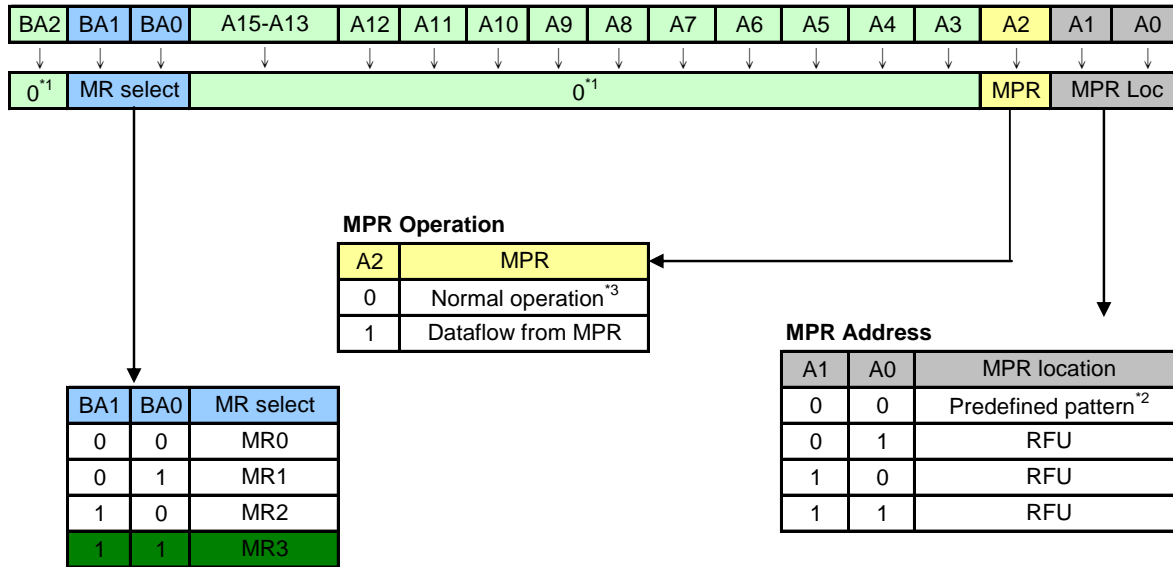 BA2 BA1 BA0 A15-A13 A12 A11 A10 A9 A8 A7 A6 A5 A4 A3 A2 A1 A0
0*1 MR select 0*1 MPR MPR Loc
MPR Operation
A2 MPR
0 Normal operation*3
1 Dataflow from MPR
MPR Address
A1 A0 MPR location
0 0 Predefined pattern*2
0 1 RFU
1 0 RFU
1 1 RFU
BA1 BA0 MR select
0 0 MR0
0 1 MR1
1 0 MR2
1 1 MR3